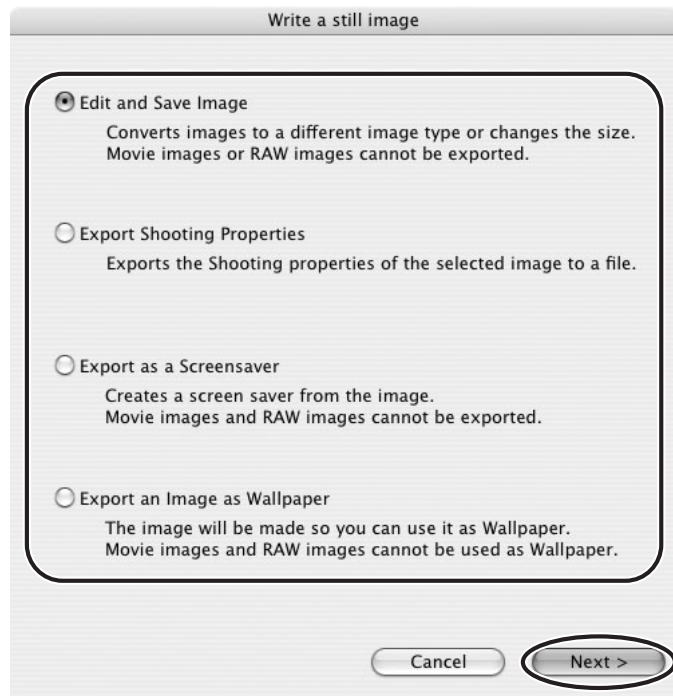 Write a still image
Edit and Save Image
Converts images to a different image type or changes the size.
Movie images or RAW images cannot be exported.
Export Shooting Properties
Exports the Shooting properties of the selected image to a file.
Export as a Screensaver
Creates a screen saver from the image.
Movie images and RAW images cannot be exported.
Export an Image as Wallpaper
The image will be made so you can use it as Wallpaper.
Movie images and RAW images cannot be used as Wallpaper.
Cancel
Next >